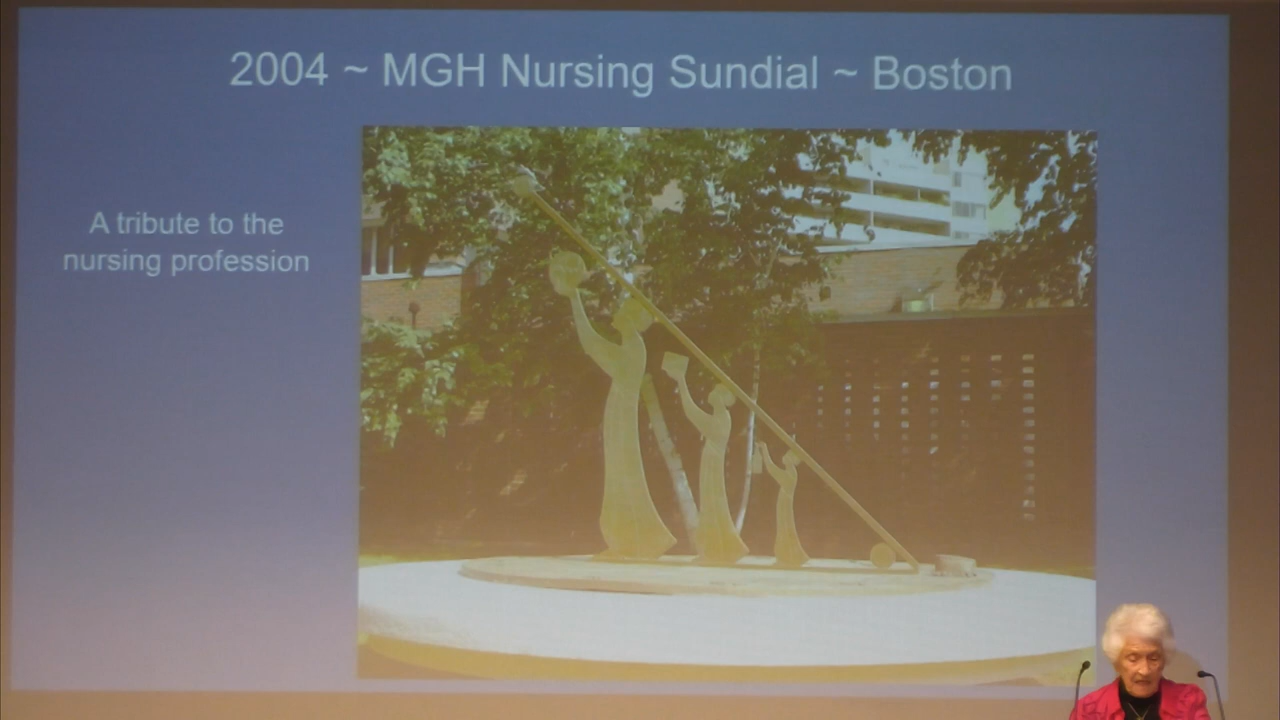 2004 ~ MGH Nursing Sundial ~ Boston
A tribute to the
nursing profession